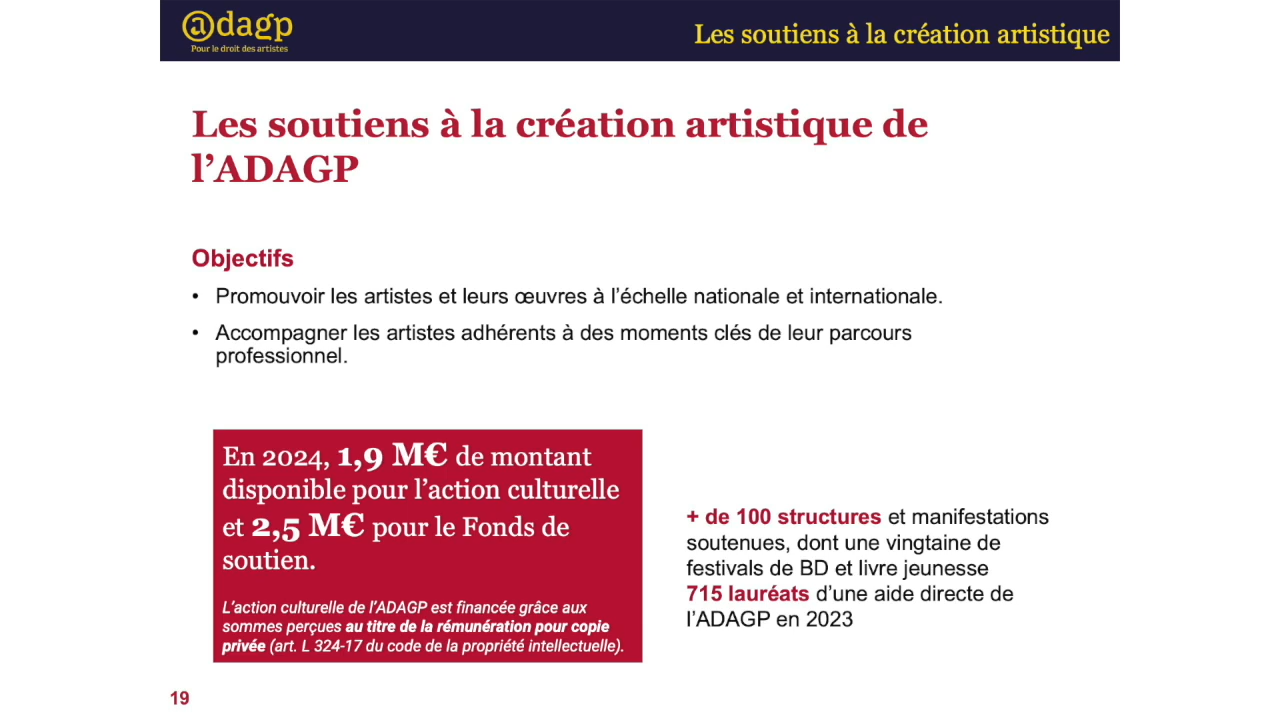 @dagp
Pour le droit des artistes
Les soutiens à la création artistique
Les soutiens à la création artistique de
l’ADAGP
Objectifs
• Promouvoir les artistes et leurs œuvres à l’échelle nationale et internationale.
• Accompagner les artistes adhérents à des moments clés de leur parcours
professionnel.
En 2024, 1,9 M€ de montant
disponible pour l’action culturelle
et 2,5 M€ pour le Fonds de
soutien.
L’action culturelle de l’ADAGP est financée grâce aux
sommes perçues au titre de la rémunération pour copie
privée (art. L 324-17 du code de la propriété intellectuelle).
+ de 100 structures et manifestations
soutenues, dont une vingtaine de
festivals de BD et livre jeunesse
715 lauréats d’une aide directe de
l’ADAGP en 2023
19